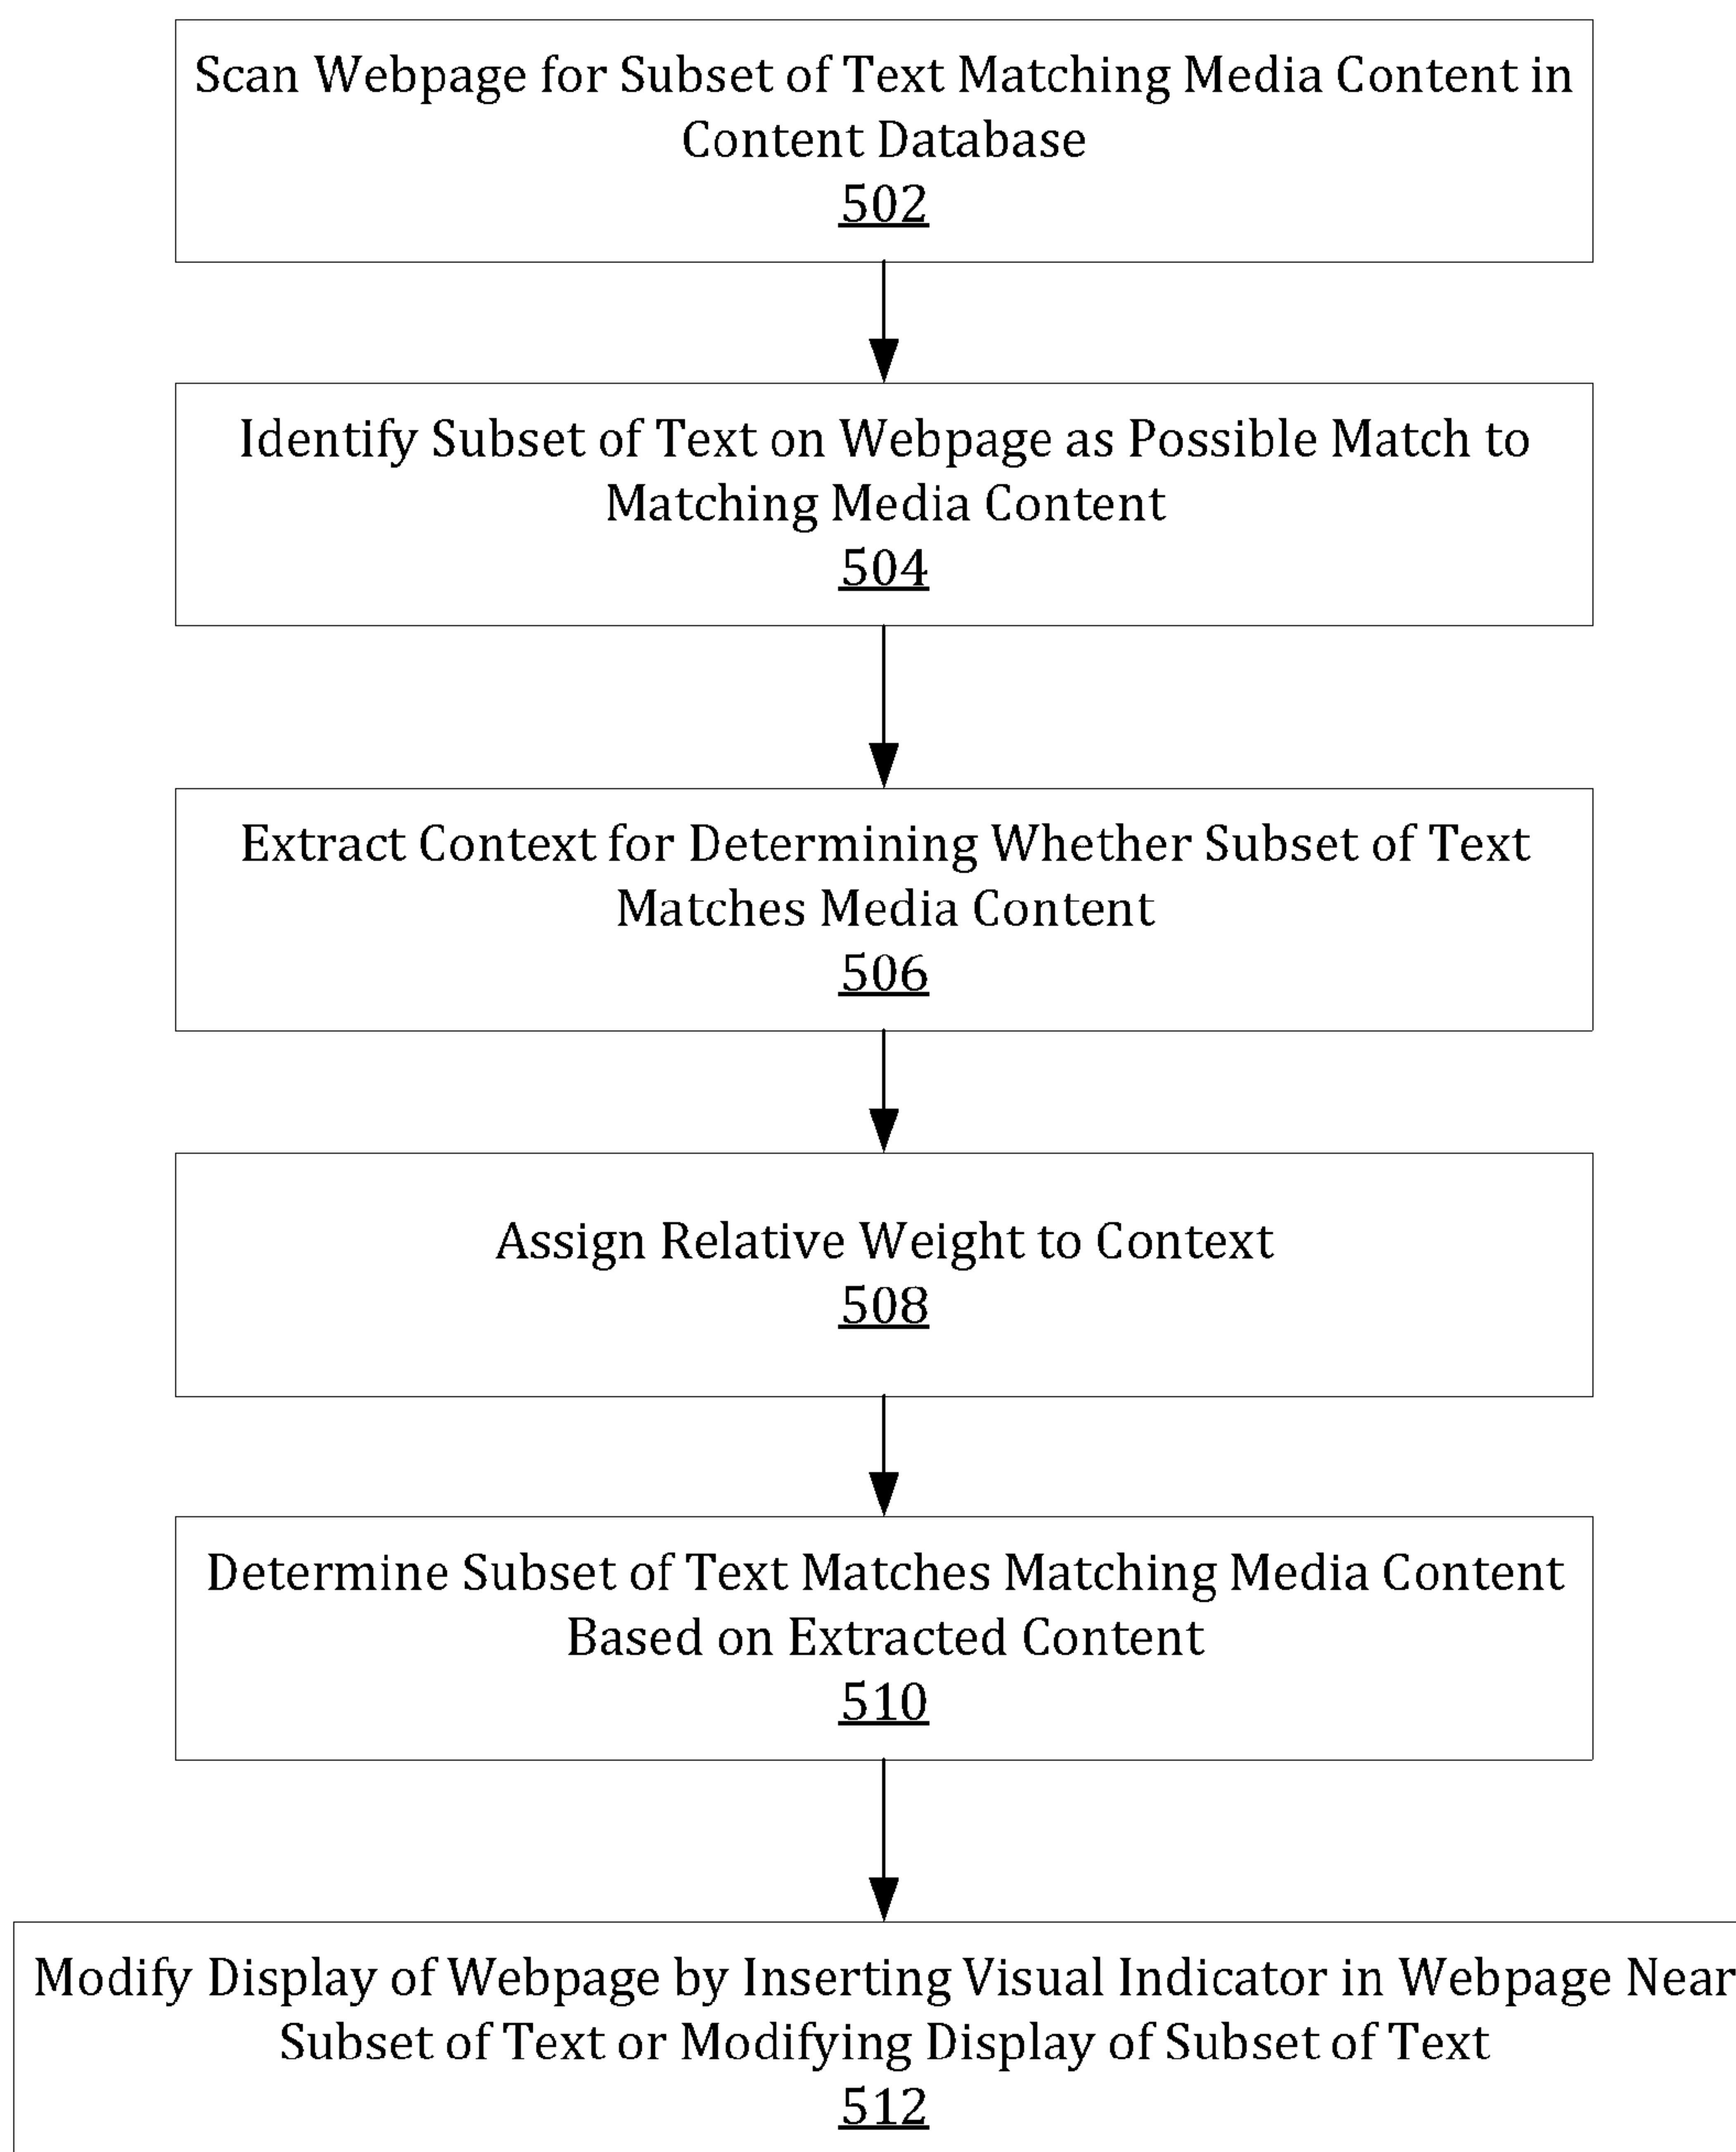 Scan Webpage for Subset of Text Matching Media Content in
Content Database
502
Identify Subset of Text on Webpage as Possible Match to
Matching Media Content
504
Extract Context for Determining Whether Subset of Text
Matches Media Content
506
Assign Relative Weight to Context
508
Determine Subset of Text Matches Matching Media Content
Based on Extracted Content
510
Modify Display of Webpage by Inserting Visual Indicator in Webpage Near
Subset of Text or Modifying Display of Subset of Text
512